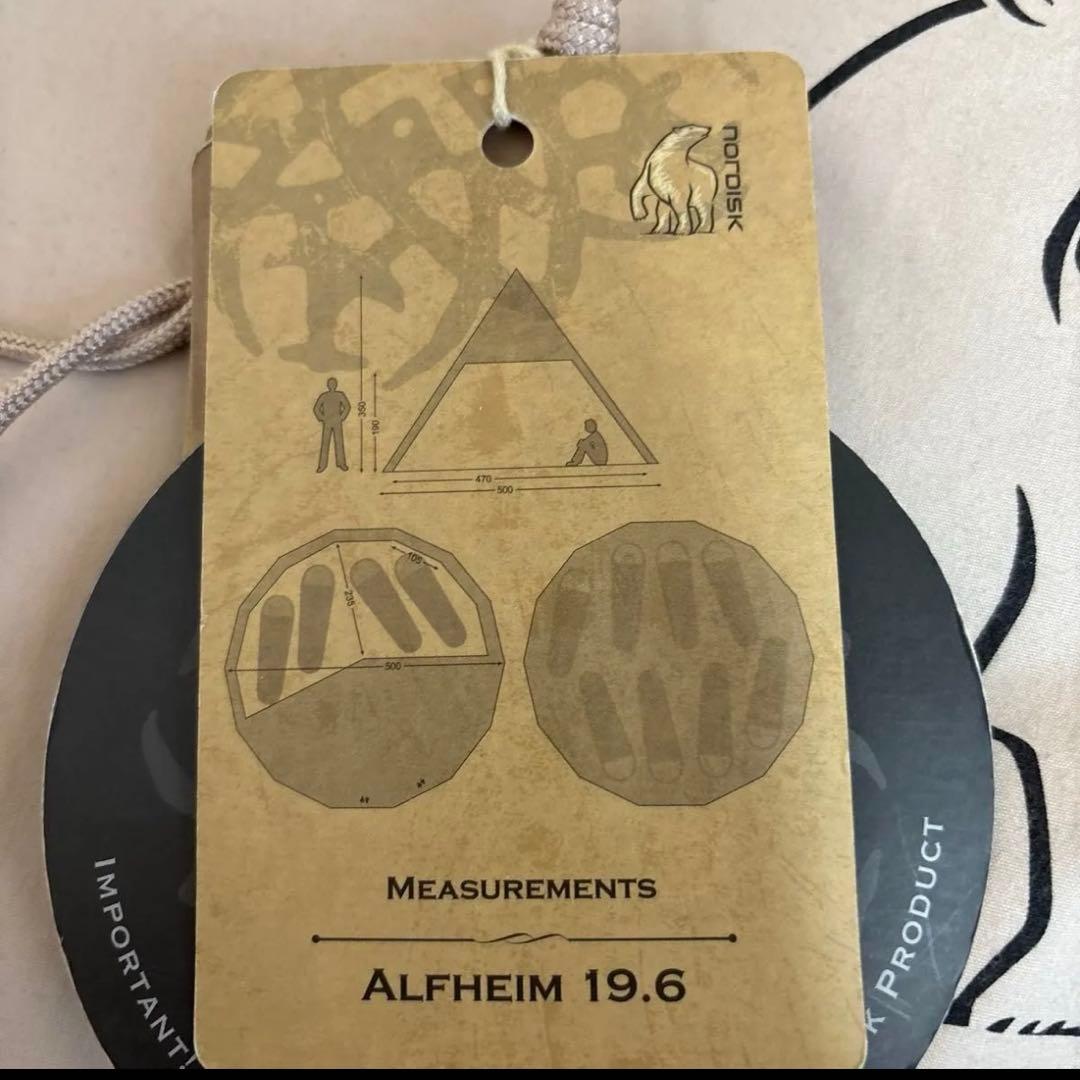 nordisk
350
190
470
500
105
235
500
Measurements
Alfheim 19.6
Important!
k Product